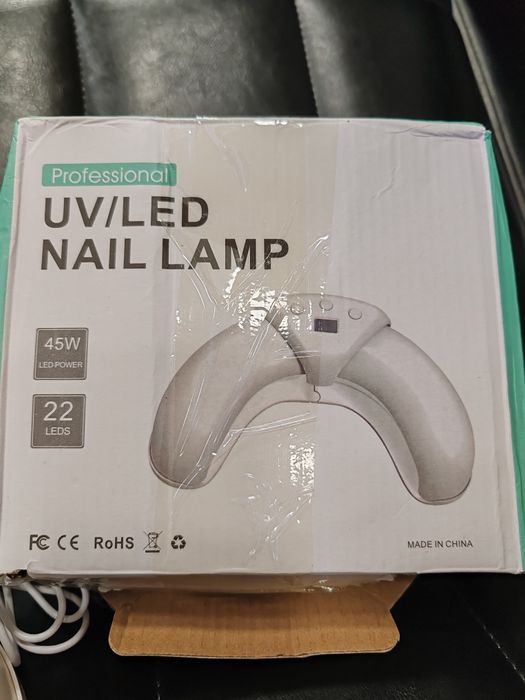 Professional
UV/LED
NAIL LAMP
45W
LED POWER
22
LEDS
FC CE RoHS
MADE IN CHINA